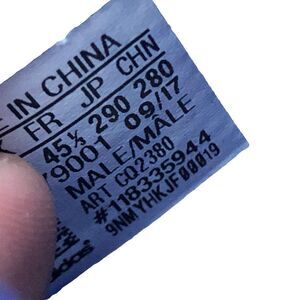 IN CHINA
FR JP CHN
45⅓ 290 280
79001 09/17
MALE/MALE
ART CQ2380
#118335944
9NMYHKJF00019